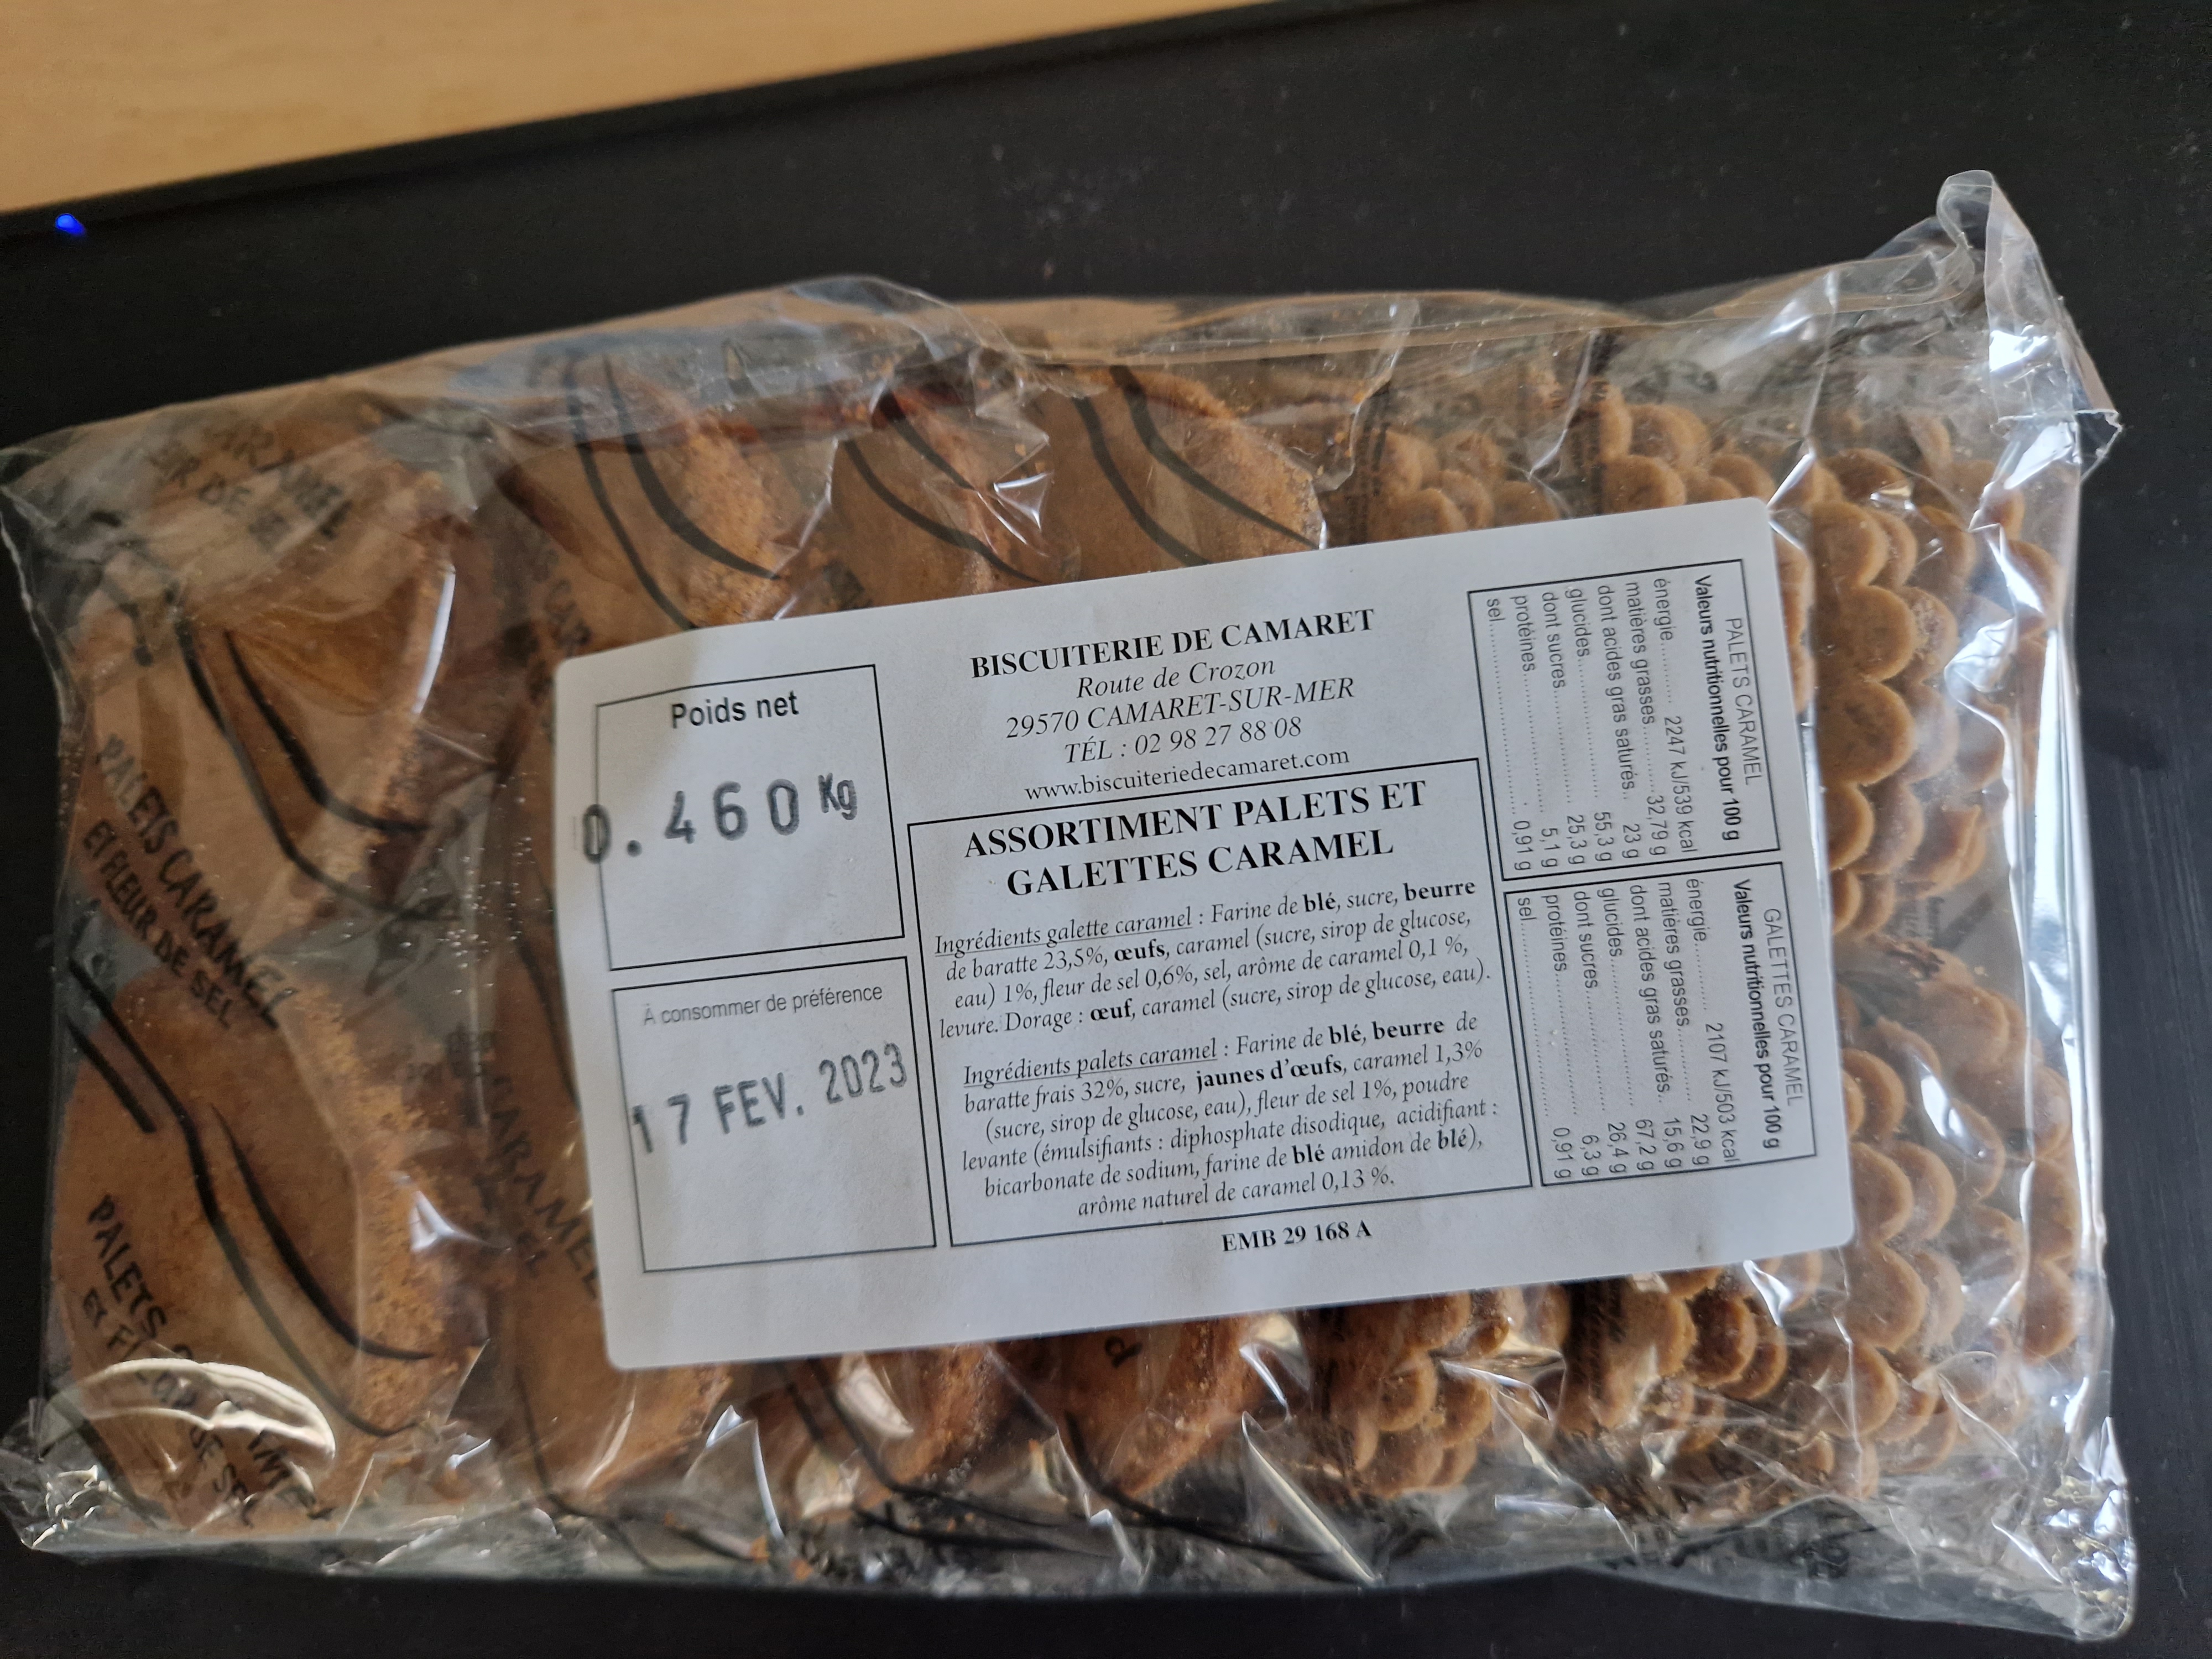 BISCUITERIE DE CAMARET
Route de Crozon
29570 CAMARET-SUR-MER
TÉL : 02 98 27 88 08
www.biscuiteriedecamaret.com
Poids net
0.460 Kg
À consommer de préférence
17 FEV. 2023
ASSORTIMENT PALETS ET
GALETTES CARAMEL
Ingrédients galette caramel : Farine de blé, sucre, beurre
de baratte 23,5%, œufs, caramel (sucre, sirop de glucose,
eau) 1%, fleur de sel 0,6%, sel, arôme de caramel 0,1 %,
levure. Dorage : œuf, caramel (sucre, sirop de glucose, eau).
Ingrédients palets caramel : Farine de blé, beurre de
baratte frais 32%, sucre, jaunes d'œufs, caramel 1,3%
(sucre, sirop de glucose, eau), fleur de sel 1%, poudre
levante (émulsifiants : diphosphate disodique, acidifiant :
bicarbonate de sodium, farine de blé amidon de blé),
arôme naturel de caramel 0,13 %.
EMB 29 168 A
PALETS CARAMEL
Valeurs nutritionnelles pour 100 g
énergie............ 2247 kJ/539 kcal
matières grasses............32,79 g
dont acides gras saturés.. 23 g
glucides............ 55,3 g
dont sucres............ 25,3 g
protéines............ 5,1 g
sel............ 0,91 g
GALETTES CARAMEL
Valeurs nutritionnelles pour 100 g
énergie............ 2107 kJ/503 kcal
matières grasses............ 22,9 g
dont acides gras saturés.. 15,6 g
glucides............ 67,2 g
dont sucres............ 26,4 g
protéines............ 6,3 g
sel............ 0,91 g
PALETS CARAMEL
ET FLEUR DE SEL
PALETS
DE SEL
CARAMEL